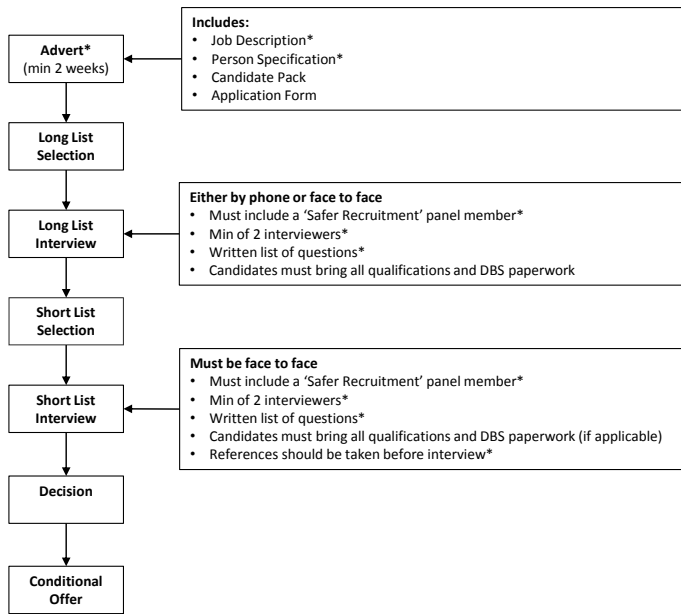 Includes:
• Job Description*
• Person Specification*
• Candidate Pack
• Application Form
Advert*
(min 2 weeks)
Long List
Selection
Either by phone or face to face
• Must include a ‘Safer Recruitment’ panel member*
• Min of 2 interviewers*
• Written list of questions*
• Candidates must bring all qualifications and DBS paperwork
Long List
Interview
Short List
Selection
Must be face to face
• Must include a ‘Safer Recruitment’ panel member*
• Min of 2 interviewers*
• Written list of questions*
• Candidates must bring all qualifications and DBS paperwork (if applicable)
• References should be taken before interview*
Short List
Interview
Decision
Conditional
Offer